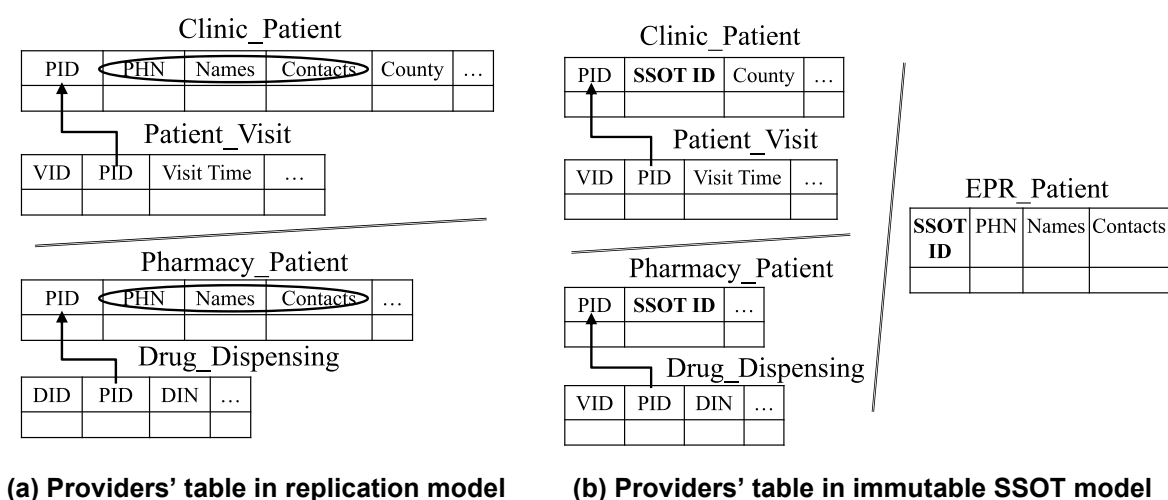 Clinic_Patient
PID PHN Names Contacts County …
Patient_Visit
VID PID Visit Time …
Pharmacy_Patient
PID PHN Names Contacts …
Drug_Dispensing
DID PID DIN …
(a) Providers' table in replication model
Clinic_Patient
PID SSOT ID County …
Patient_Visit
VID PID Visit Time …
Pharmacy_Patient
PID SSOT ID …
Drug_Dispensing
VID PID DIN …
EPR_Patient
SSOT ID PHN Names Contacts
(b) Providers' table in immutable SSOT model